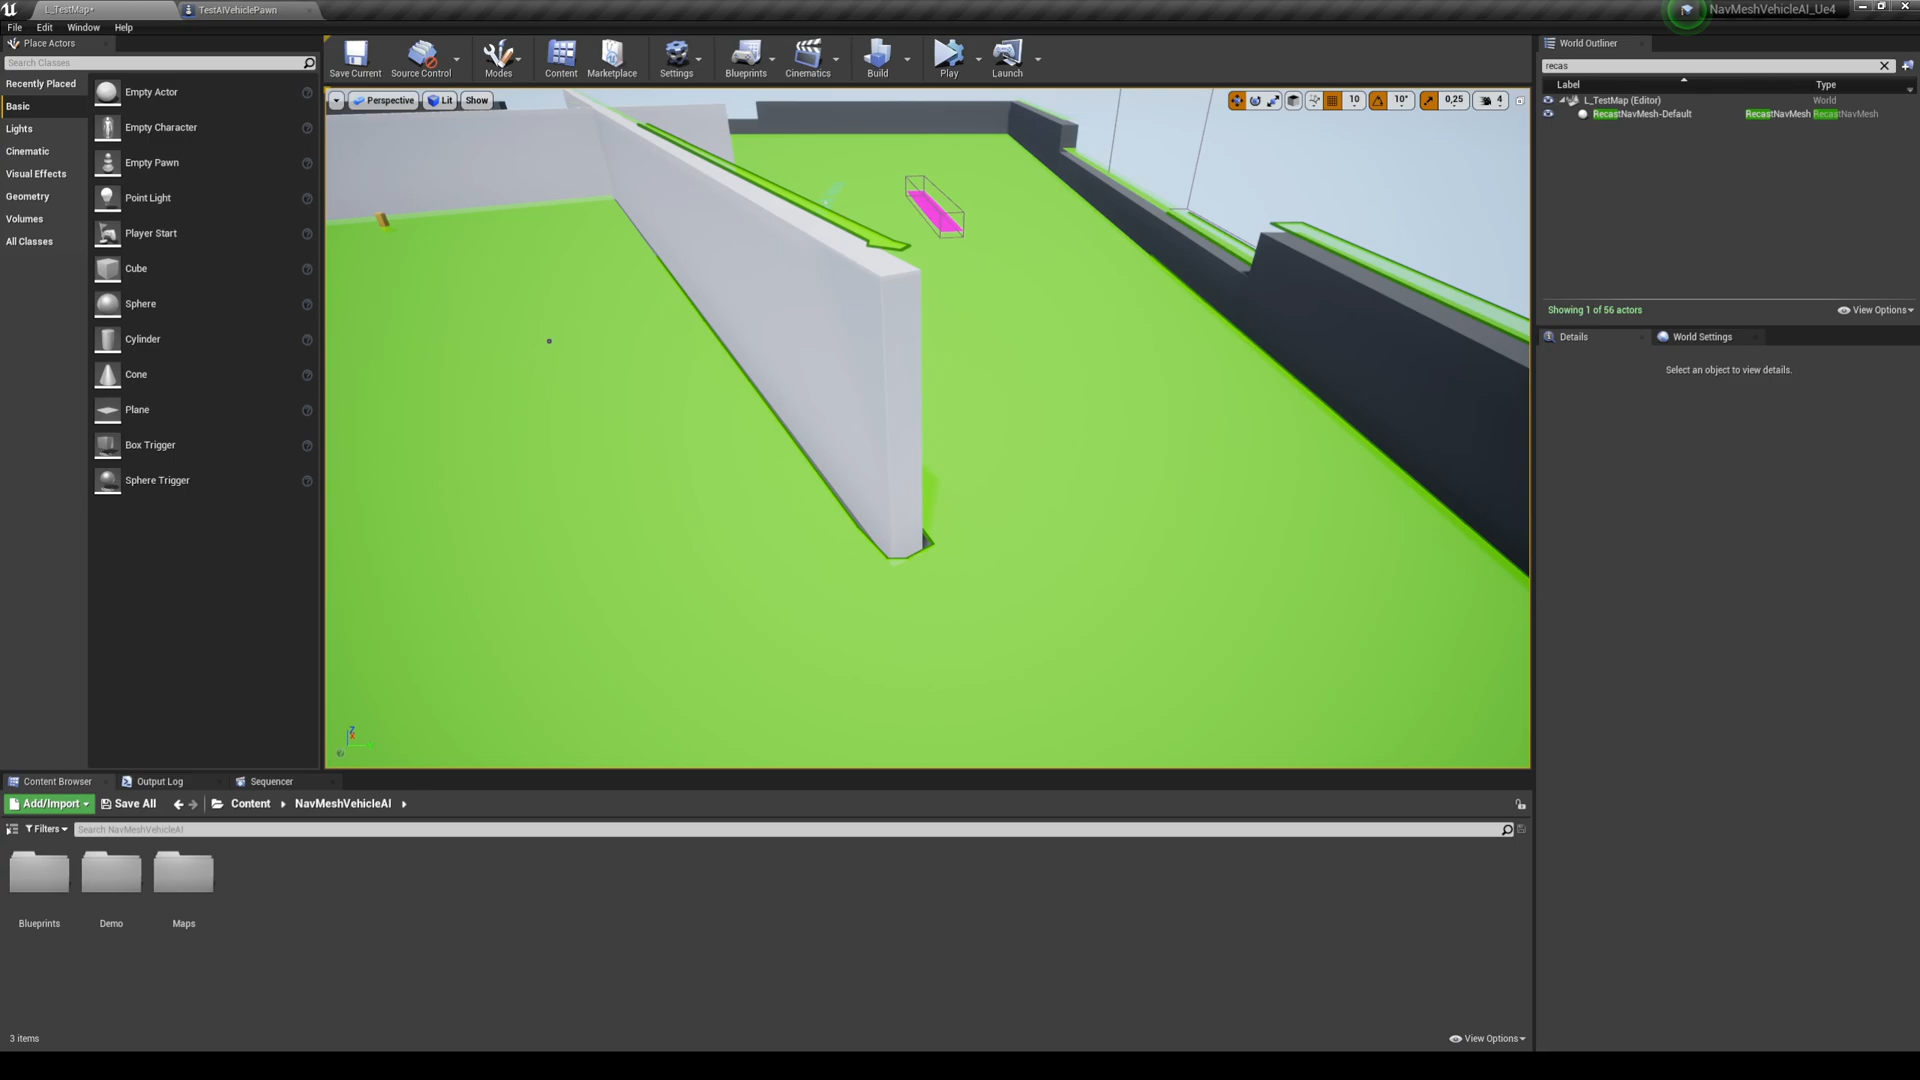 L_TestMap*
TestAIVehiclePawn
NavMeshVehicleAI_Ue4
File Edit Window Help
Place Actors
Search Classes
Recently Placed
Basic
Lights
Cinematic
Visual Effects
Geometry
Volumes
All Classes
Empty Actor
Empty Character
Empty Pawn
Point Light
Player Start
Cube
Sphere
Cylinder
Cone
Plane
Box Trigger
Sphere Trigger
Save Current
Source Control
Modes
Content
Marketplace
Settings
Blueprints
Cinematics
Build
Play
Launch
Perspective
Lit
Show
10
10°
0,25
4
Z
World Outliner
recas
Label Type
L_TestMap (Editor) World
RecastNavMesh-Default RecastNavMesh RecastNavMesh
Showing 1 of 56 actors
View Options
Details
World Settings
Select an object to view details.
Content Browser
Output Log
Sequencer
Add/Import
Save All
Content
NavMeshVehicleAI
Filters
Search NavMeshVehicleAI
Blueprints
Demo
Maps
3 items
View Options